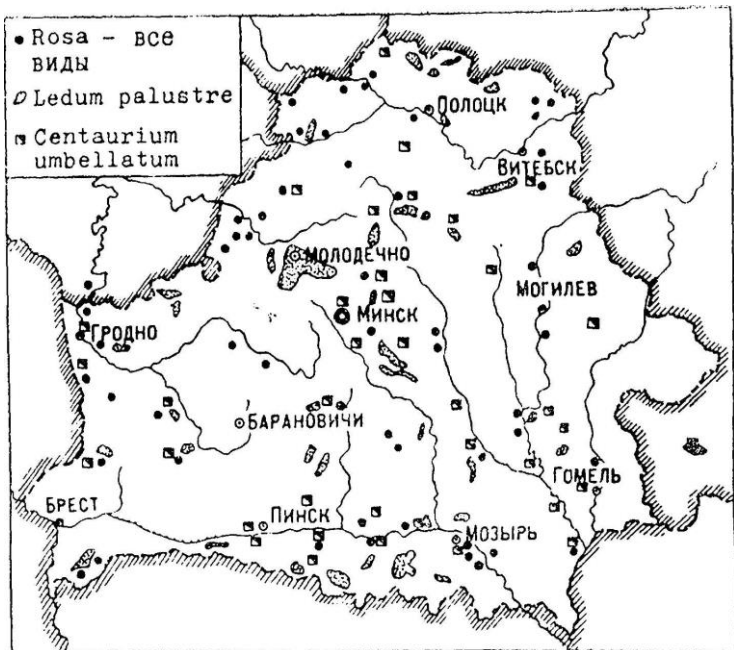 Rosa – все
виды
Ledum palustre
Centaurium
umbellatum
ПОЛОЦК
ВИТЕБСК
МОЛОДЕЧНО
МОГИЛЕВ
МИНСК
ГРОДНО
БАРАНОВИЧИ
ГОМЕЛЬ
БРЕСТ
ПИНСК
МОЗЫРЬ